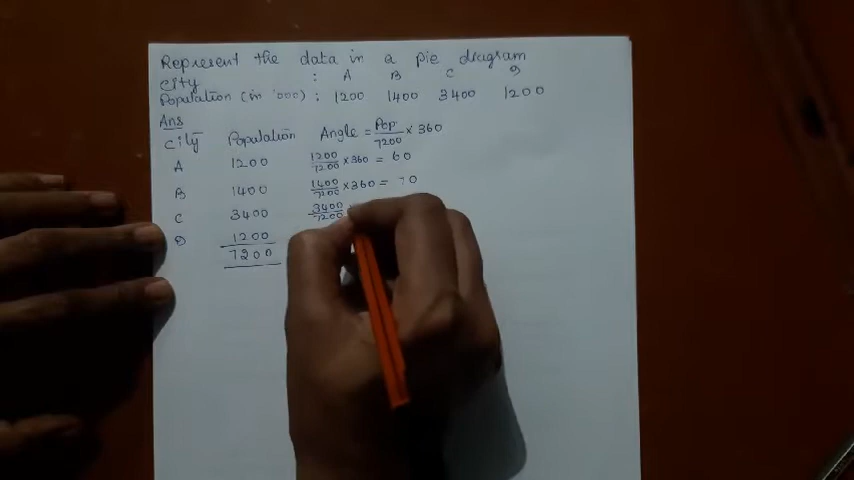 Represent the data in a pie diagram
City : A B C D
Population (in '000) : 1200 1400 3400 1200
Ans
City Population Angle = Pop/7200 × 360
A 1200 1200/7200 × 360 = 60
B 1400 1400/7200 × 360 = 70
C 3400 3400/7200
D 1200
7200